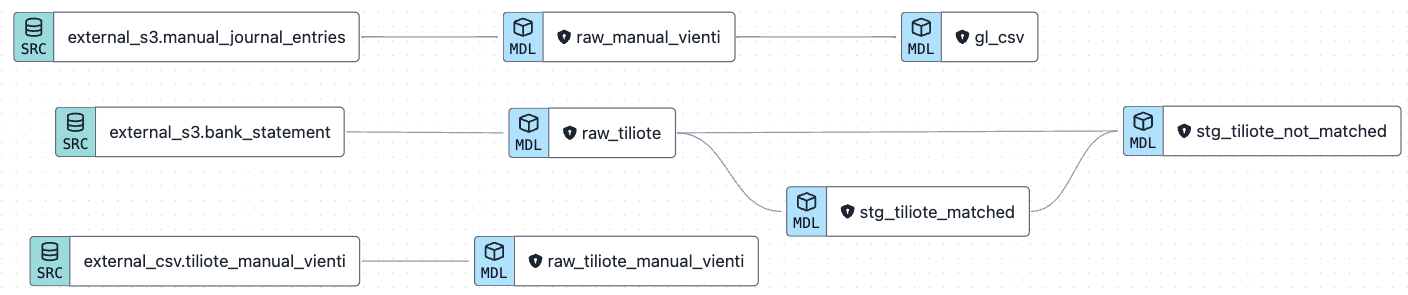 SRC external_s3.manual_journal_entries MDL raw_manual_vienti MDL gl_csv
SRC external_s3.bank_statement MDL raw_tiliote MDL stg_tiliote_not_matched
MDL stg_tiliote_matched
SRC external_csv.tiliote_manual_vienti MDL raw_tiliote_manual_vienti